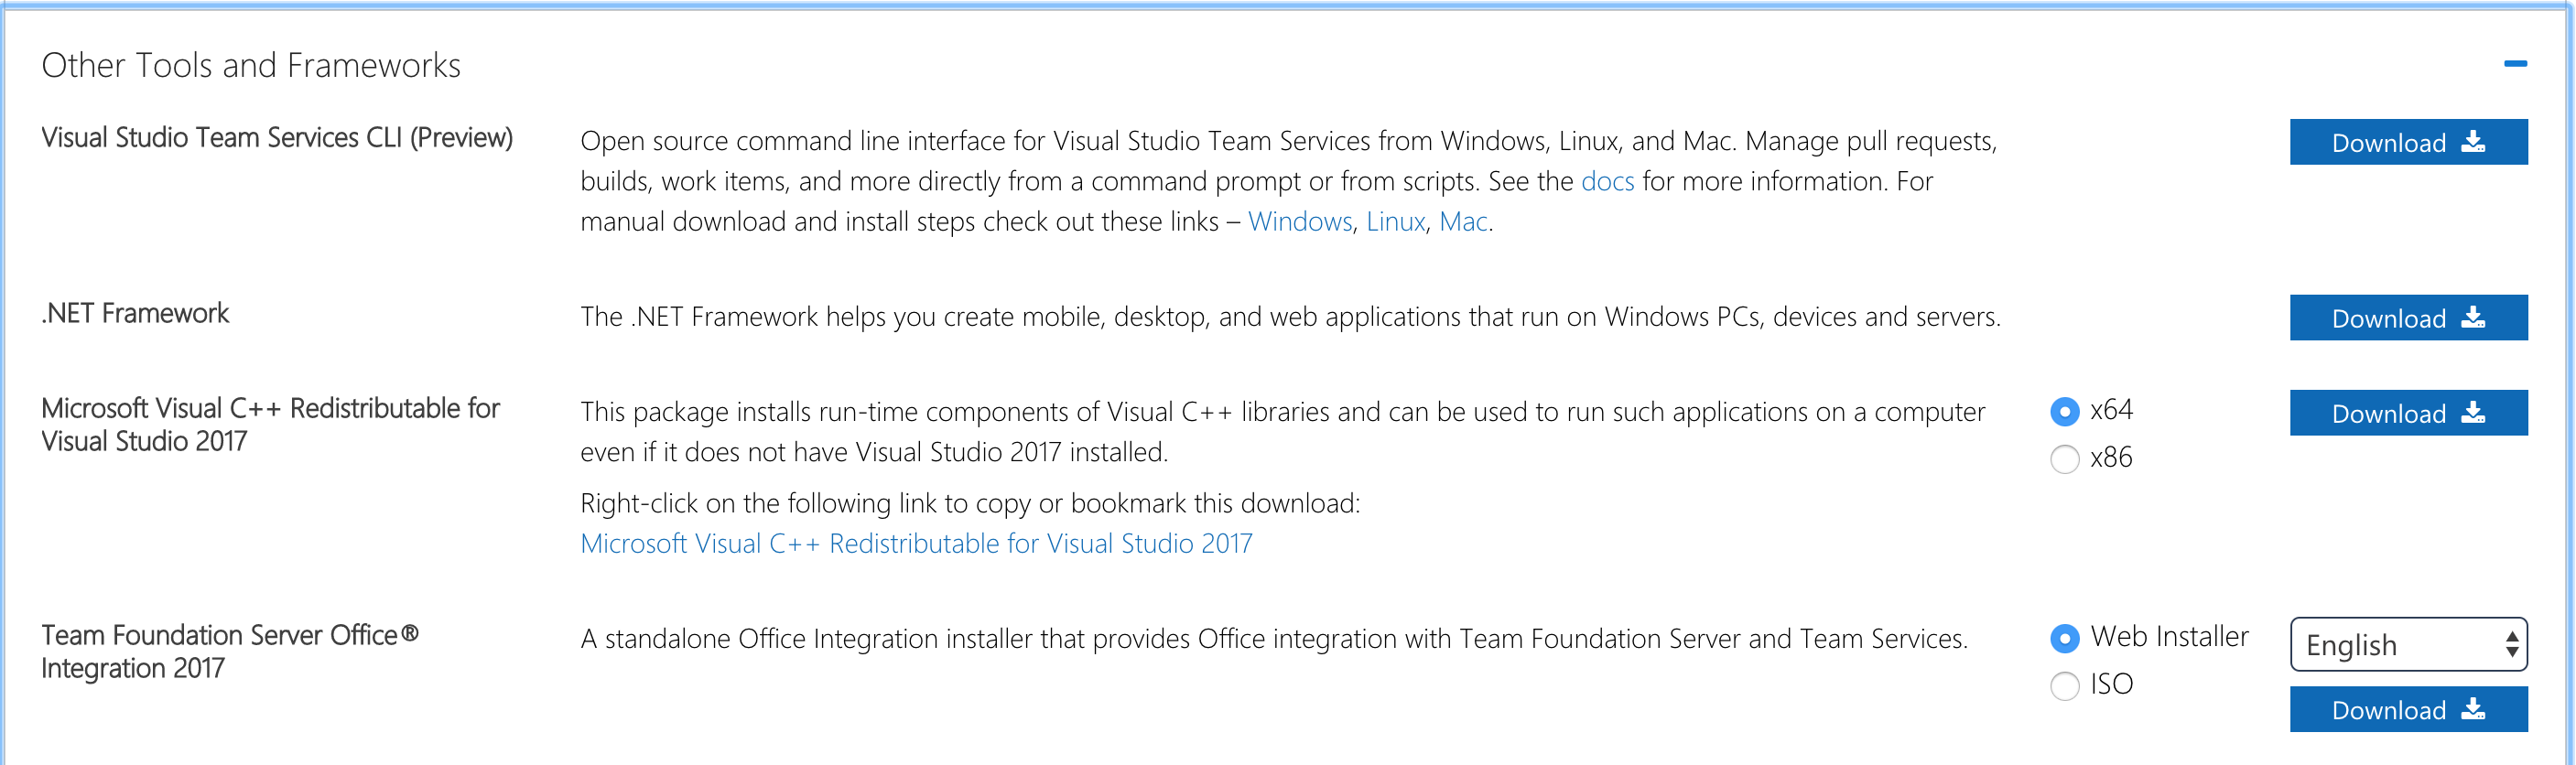 Other Tools and Frameworks
Visual Studio Team Services CLI (Preview)
Open source command line interface for Visual Studio Team Services from Windows, Linux, and Mac. Manage pull requests,
builds, work items, and more directly from a command prompt or from scripts. See the docs for more information. For
manual download and install steps check out these links – Windows, Linux, Mac.
Download
.NET Framework
The .NET Framework helps you create mobile, desktop, and web applications that run on Windows PCs, devices and servers.
Download
Microsoft Visual C++ Redistributable for
Visual Studio 2017
This package installs run-time components of Visual C++ libraries and can be used to run such applications on a computer
even if it does not have Visual Studio 2017 installed.
Right-click on the following link to copy or bookmark this download:
Microsoft Visual C++ Redistributable for Visual Studio 2017
x64
x86
Download
Team Foundation Server Office®
Integration 2017
A standalone Office Integration installer that provides Office integration with Team Foundation Server and Team Services.
Web Installer
ISO
English
Download